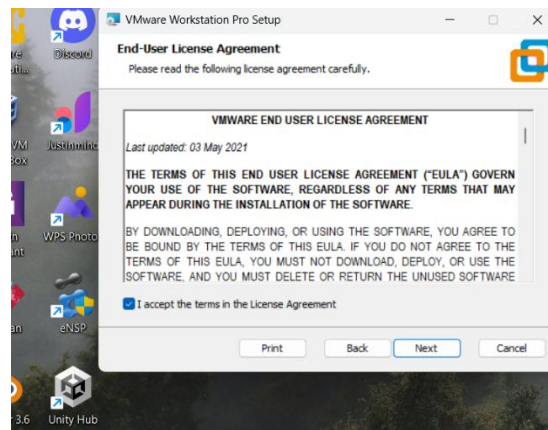 VMware Workstation Pro Setup
End-User License Agreement
Please read the following license agreement carefully.
VMWARE END USER LICENSE AGREEMENT
Last updated: 03 May 2021
THE TERMS OF THIS END USER LICENSE AGREEMENT (“EULA”) GOVERN
YOUR USE OF THE SOFTWARE, REGARDLESS OF ANY TERMS THAT MAY
APPEAR DURING THE INSTALLATION OF THE SOFTWARE.
BY DOWNLOADING, DEPLOYING, OR USING THE SOFTWARE, YOU AGREE TO
BE BOUND BY THE TERMS OF THIS EULA. IF YOU DO NOT AGREE TO THE
TERMS OF THIS EULA, YOU MUST NOT DOWNLOAD, DEPLOY, OR USE THE
SOFTWARE, AND YOU MUST DELETE OR RETURN THE UNUSED SOFTWARE
I accept the terms in the License Agreement
Print Back Next Cancel
Discord
VM Justinmind
Box
WPS Photo
eNSP
3.6 Unity Hub